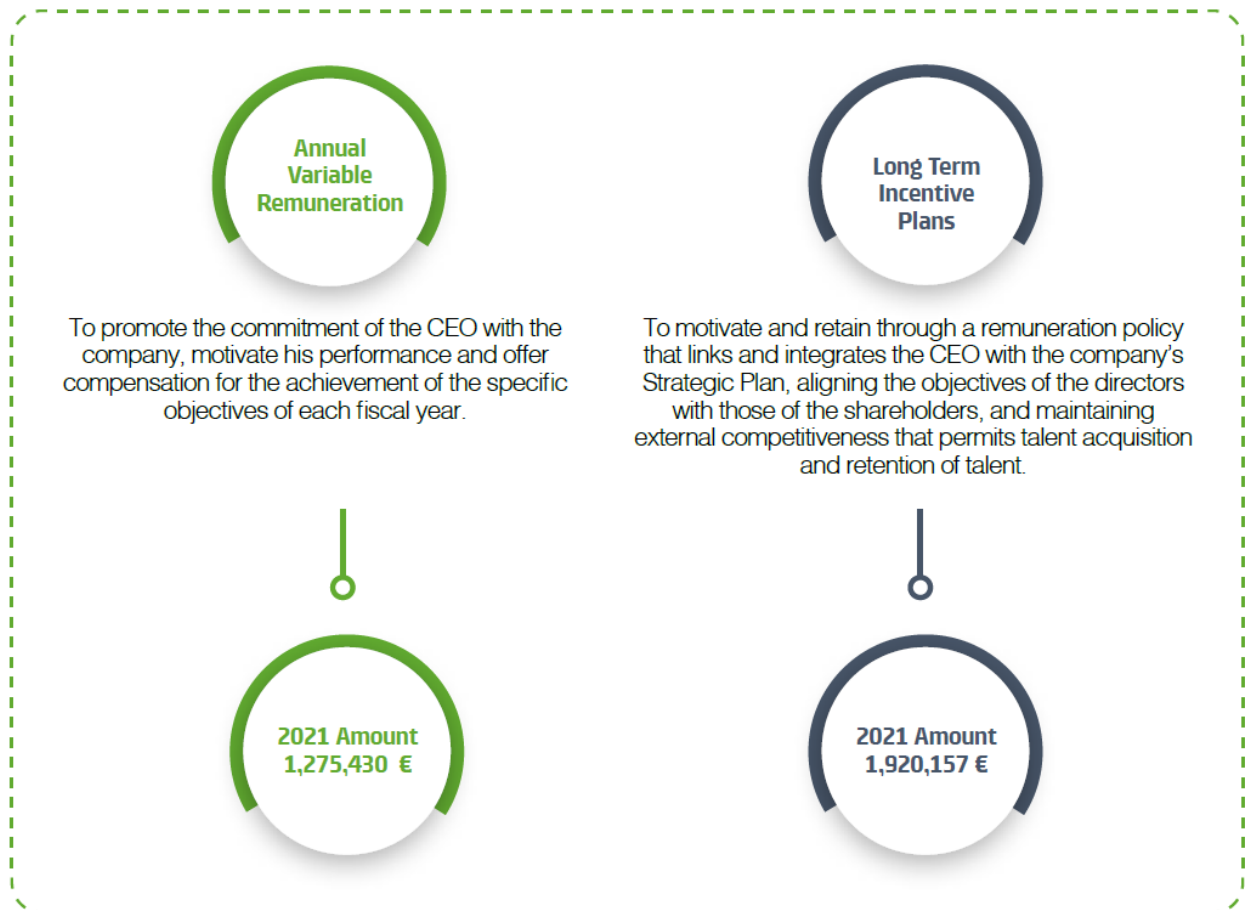 Annual
Variable
Remuneration
To promote the commitment of the CEO with the
company, motivate his performance and offer
compensation for the achievement of the specific
objectives of each fiscal year.
2021 Amount
1,275,430 €
Long Term
Incentive
Plans
To motivate and retain through a remuneration policy
that links and integrates the CEO with the company's
Strategic Plan, aligning the objectives of the directors
with those of the shareholders, and maintaining
external competitiveness that permits talent acquisition
and retention of talent.
2021 Amount
1,920,157 €